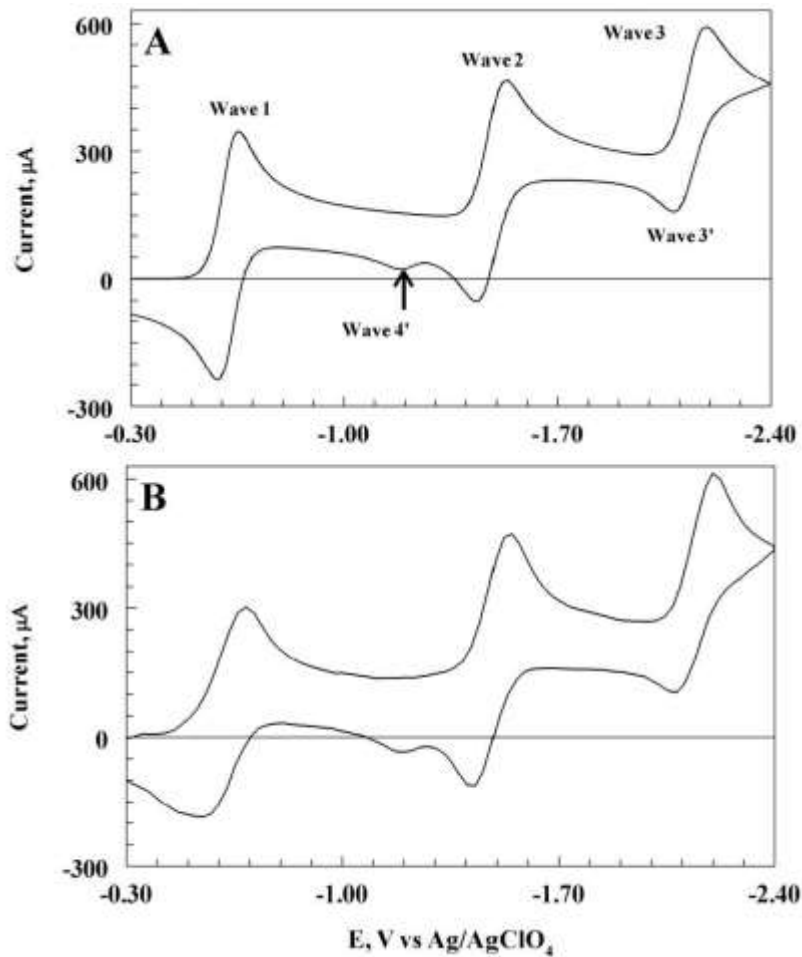 A
600
Wave 1
Wave 2
Wave 3
300
Current, µA
Wave 3'
0
Wave 4'
-300
-0.30 -1.00 -1.70 -2.40
B
600
300
Current, µA
0
-300
-0.30 -1.00 -1.70 -2.40
E, V vs Ag/AgClO₄